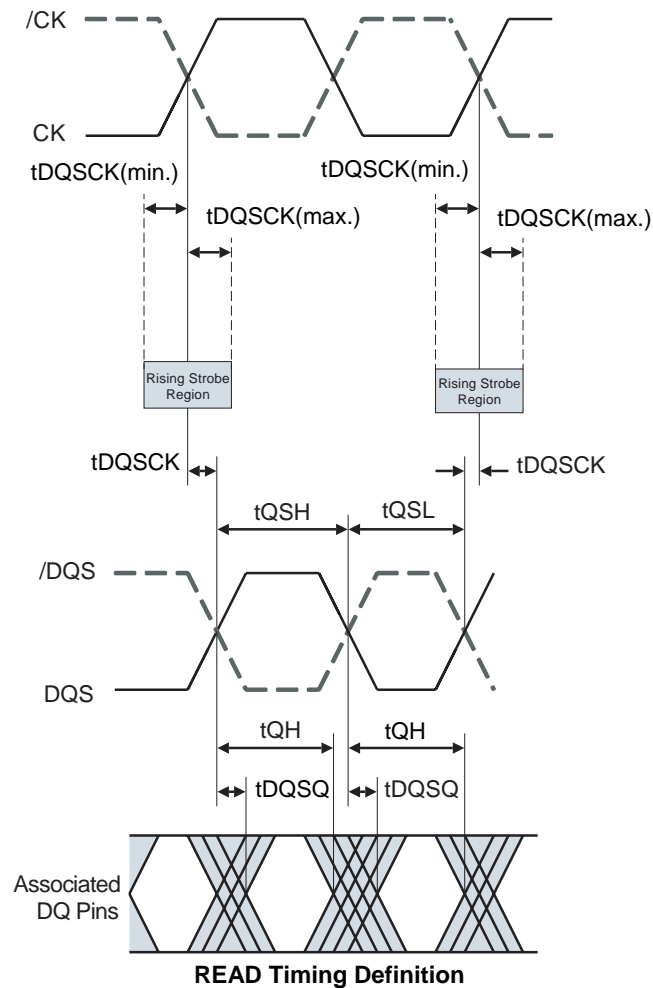 /CK
CK
tDQSCK(min.)
tDQSCK(min.)
tDQSCK(max.)
tDQSCK(max.)
Rising Strobe
Region
Rising Strobe
Region
tDQSCK
tDQSCK
tQSH
tQSL
/DQS
DQS
tQH
tQH
tDQSQ
tDQSQ
Associated
DQ Pins
READ Timing Definition